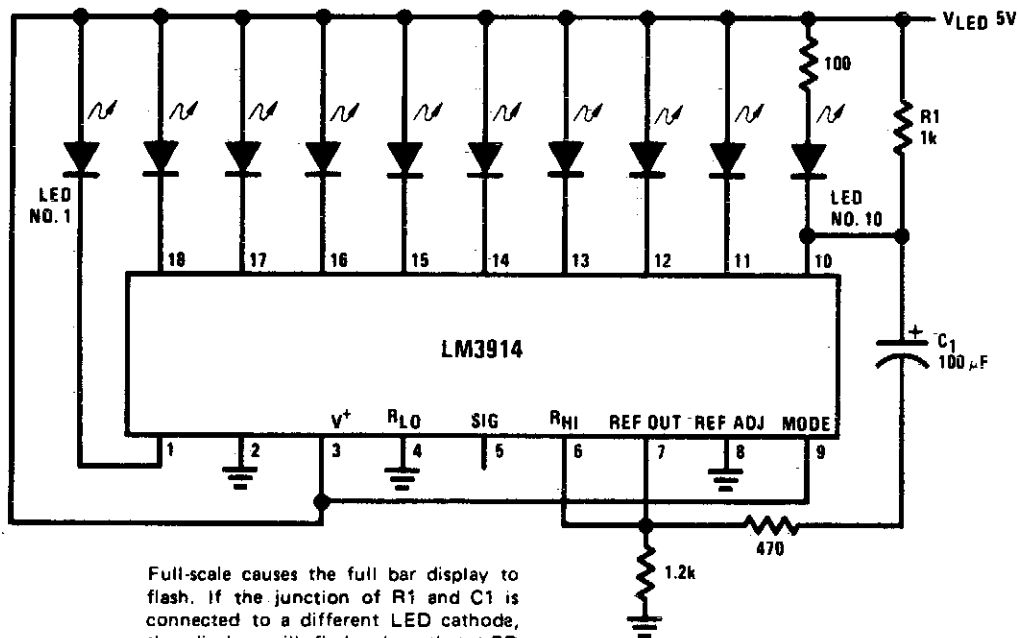 VLED 5V
100
R1
1k
LED
NO. 1
LED
NO. 10
18 17 16 15 14 13 12 11 10
LM3914
+
C1
100 µF
V+ RLO SIG RHI REF OUT REF ADJ MODE
1 2 3 4 5 6 7 8 9
470
1.2k
Full-scale causes the full bar display to
flash. If the junction of R1 and C1 is
connected to a different LED cathode,